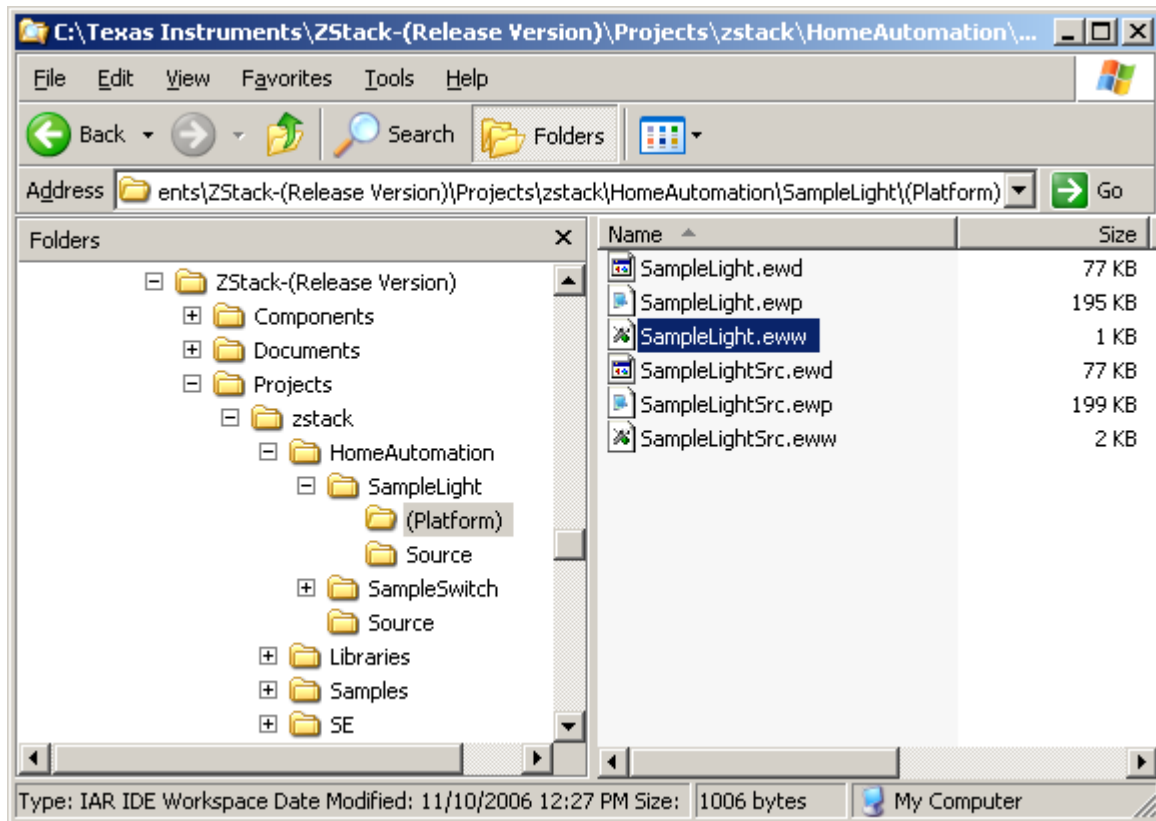 C:\Texas Instruments\ZStack-(Release Version)\Projects\zstack\HomeAutomation\...
File Edit View Favorites Tools Help
Back Search Folders
Address ents\ZStack-(Release Version)\Projects\zstack\HomeAutomation\SampleLight\(Platform) Go
Folders
ZStack-(Release Version)
Components
Documents
Projects
zstack
HomeAutomation
SampleLight
(Platform)
Source
SampleSwitch
Source
Libraries
Samples
SE
Name Size
SampleLight.ewd 77 KB
SampleLight.ewp 195 KB
SampleLight.eww 1 KB
SampleLightSrc.ewd 77 KB
SampleLightSrc.ewp 199 KB
SampleLightSrc.eww 2 KB
Type: IAR IDE Workspace Date Modified: 11/10/2006 12:27 PM Size: 1006 bytes My Computer